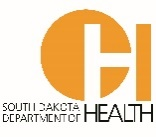 SOUTH DAKOTA
DEPARTMENT OF HEALTH